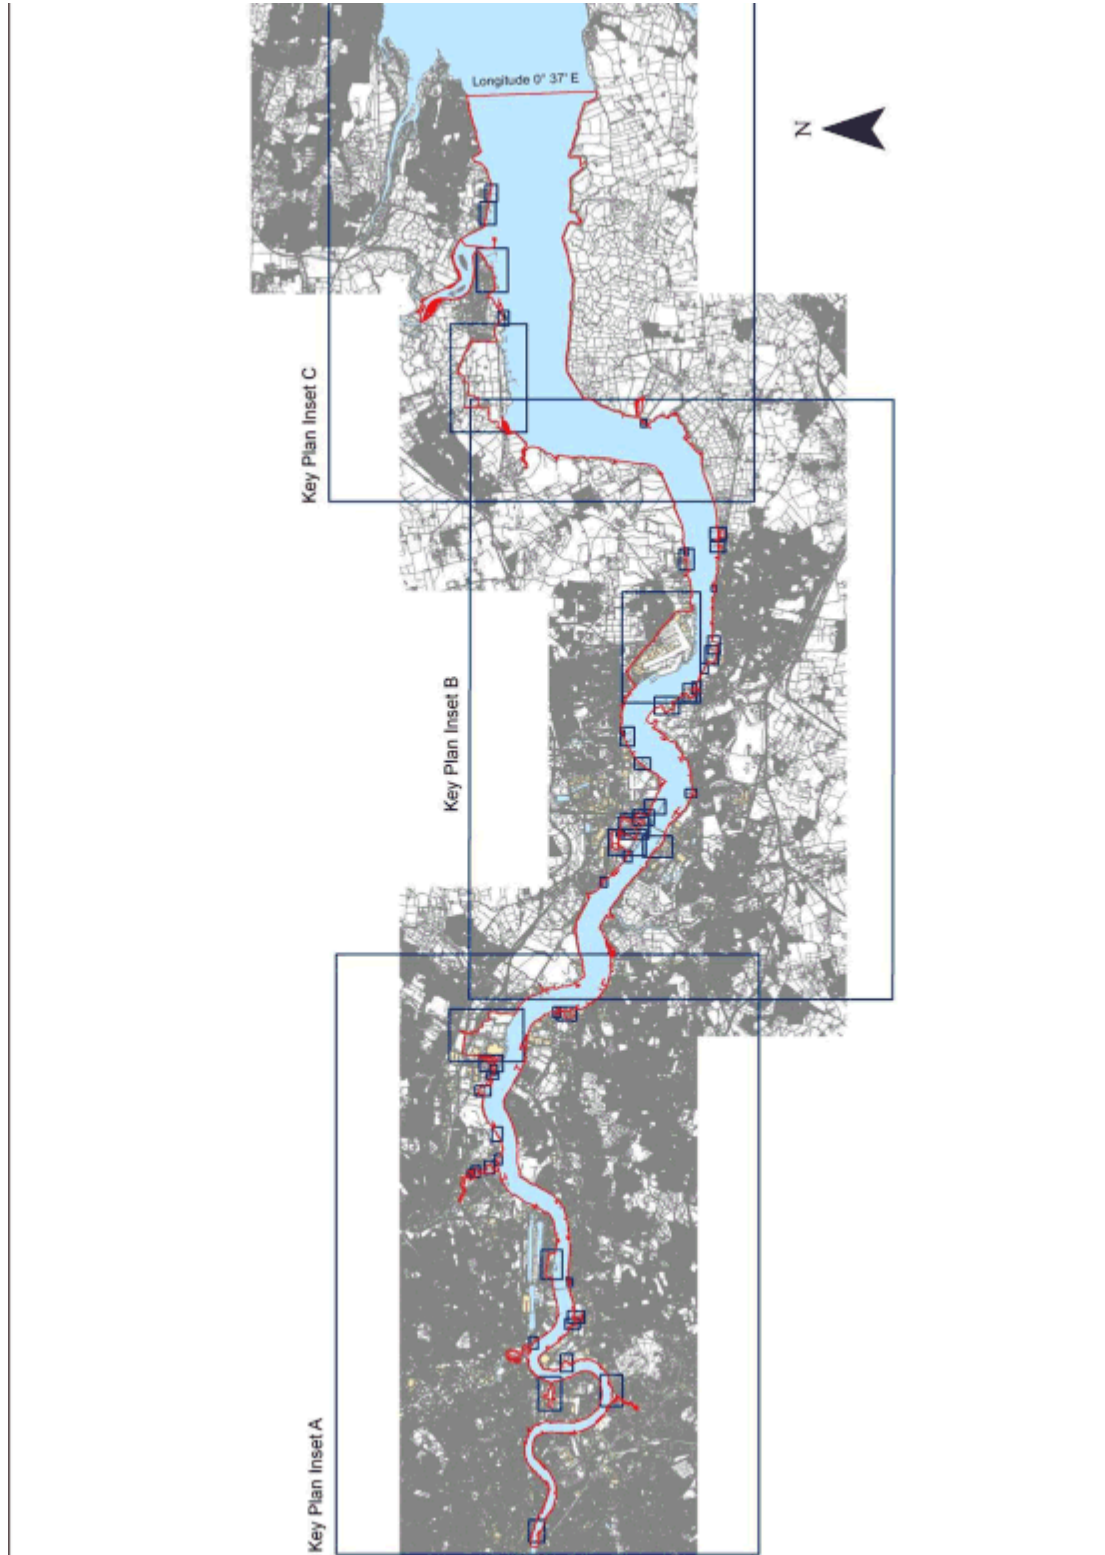 Longitude 0° 37' E
N
Key Plan Inset C
Key Plan Inset B
Key Plan Inset A